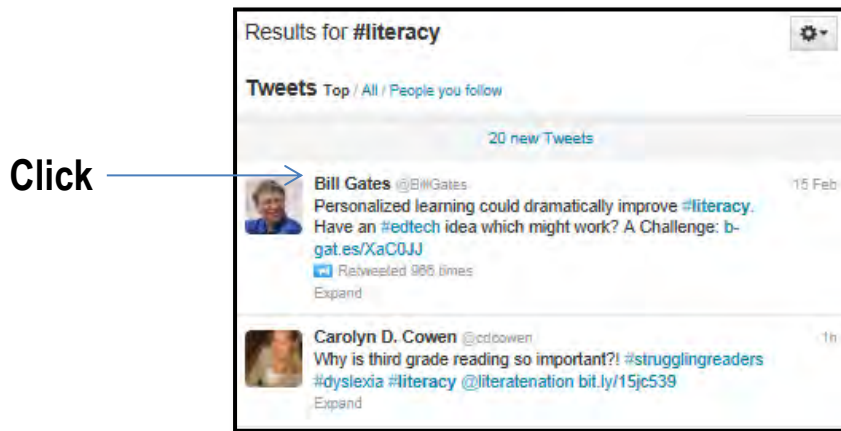 Results for #literacy
Tweets Top / All / People you follow
20 new Tweets
Click
Bill Gates @BillGates 15 Feb
Personalized learning could dramatically improve #literacy.
Have an #edtech idea which might work? A Challenge: b-
gat.es/XaC0JJ
Retweeted 966 times
Expand
Carolyn D. Cowen @cdcowen 1h
Why is third grade reading so important?! #strugglingreaders
#dyslexia #literacy @literatenation bit.ly/15jc539
Expand